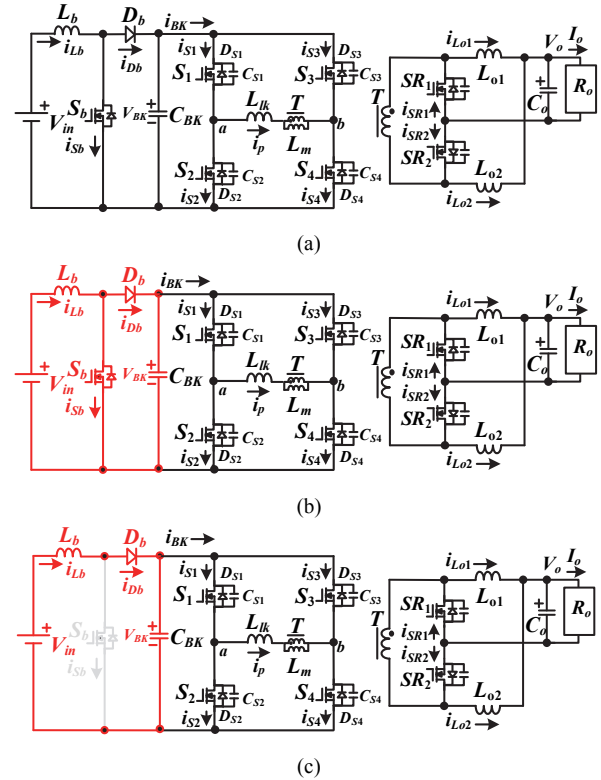 L_b D_b i_BK V_o I_o
i_Lb i_Db i_S1 D_S1 i_S3 D_S3 i_Lo1
S_1 C_S1 S_3 C_S3 SR_1 L_o1
S_b V_in V_BK C_BK a L_lk T b T i_SR1 C_o R_o
i_Sb i_p L_m i_SR2
S_2 C_S2 S_4 C_S4 SR_2 L_o2
i_S2 D_S2 i_S4 D_S4 i_Lo2
(a)
L_b D_b i_BK V_o I_o
i_Lb i_Db i_S1 D_S1 i_S3 D_S3 i_Lo1
S_1 C_S1 S_3 C_S3 SR_1 L_o1
S_b V_in V_BK C_BK a L_lk T b T i_SR1 C_o R_o
i_Sb i_p L_m i_SR2
S_2 C_S2 S_4 C_S4 SR_2 L_o2
i_S2 D_S2 i_S4 D_S4 i_Lo2
(b)
L_b D_b i_BK V_o I_o
i_Lb i_Db i_S1 D_S1 i_S3 D_S3 i_Lo1
S_1 C_S1 S_3 C_S3 SR_1 L_o1
S_b V_in V_BK C_BK a L_lk T b T i_SR1 C_o R_o
i_Sb i_p L_m i_SR2
S_2 C_S2 S_4 C_S4 SR_2 L_o2
i_S2 D_S2 i_S4 D_S4 i_Lo2
(c)